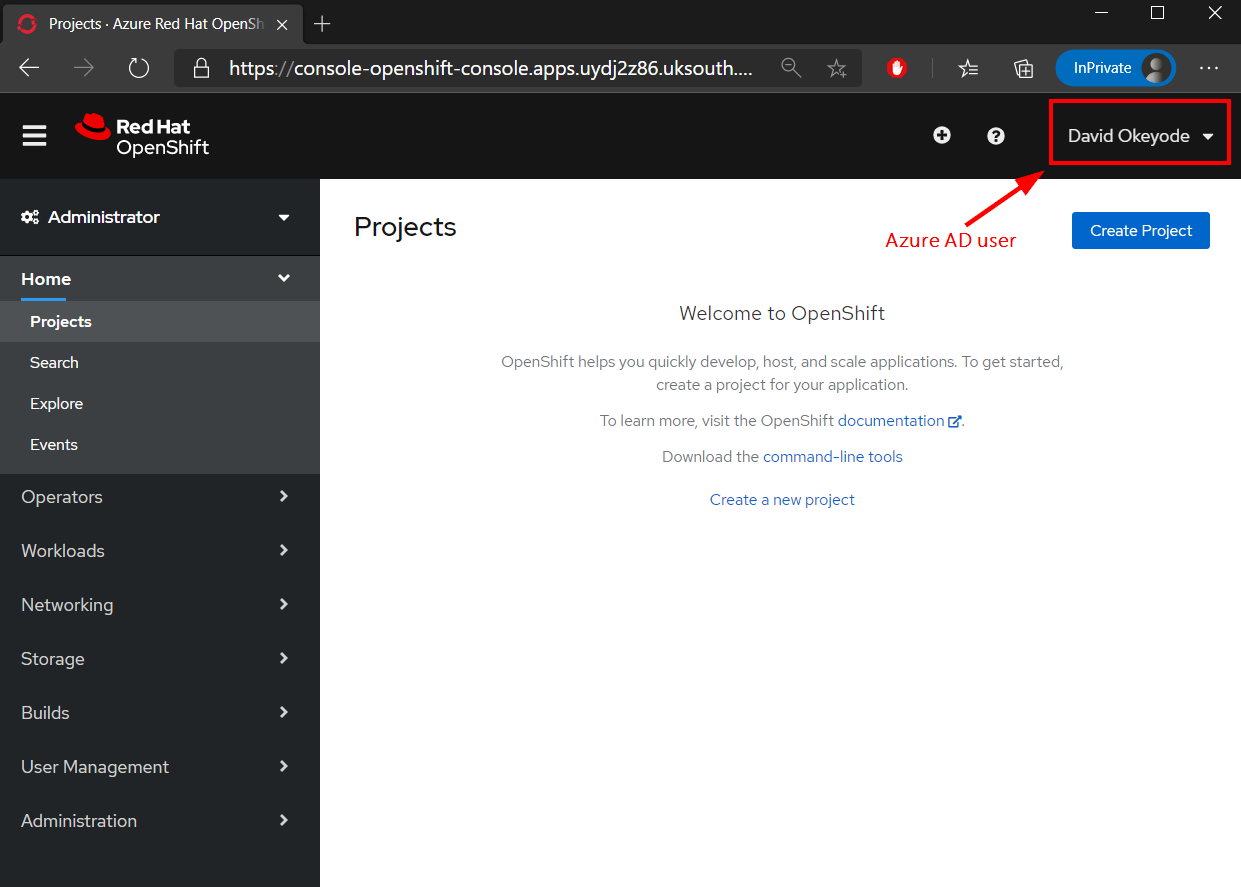 Projects · Azure Red Hat OpenSh
https://console-openshift-console.apps.uydj2z86.uksouth....
InPrivate
Red Hat
OpenShift
David Okeyode
Administrator
Home
Projects
Search
Explore
Events
Operators
Workloads
Networking
Storage
Builds
User Management
Administration
Projects
Azure AD user
Create Project
Welcome to OpenShift
OpenShift helps you quickly develop, host, and scale applications. To get started,
create a project for your application.
To learn more, visit the OpenShift documentation.
Download the command-line tools
Create a new project